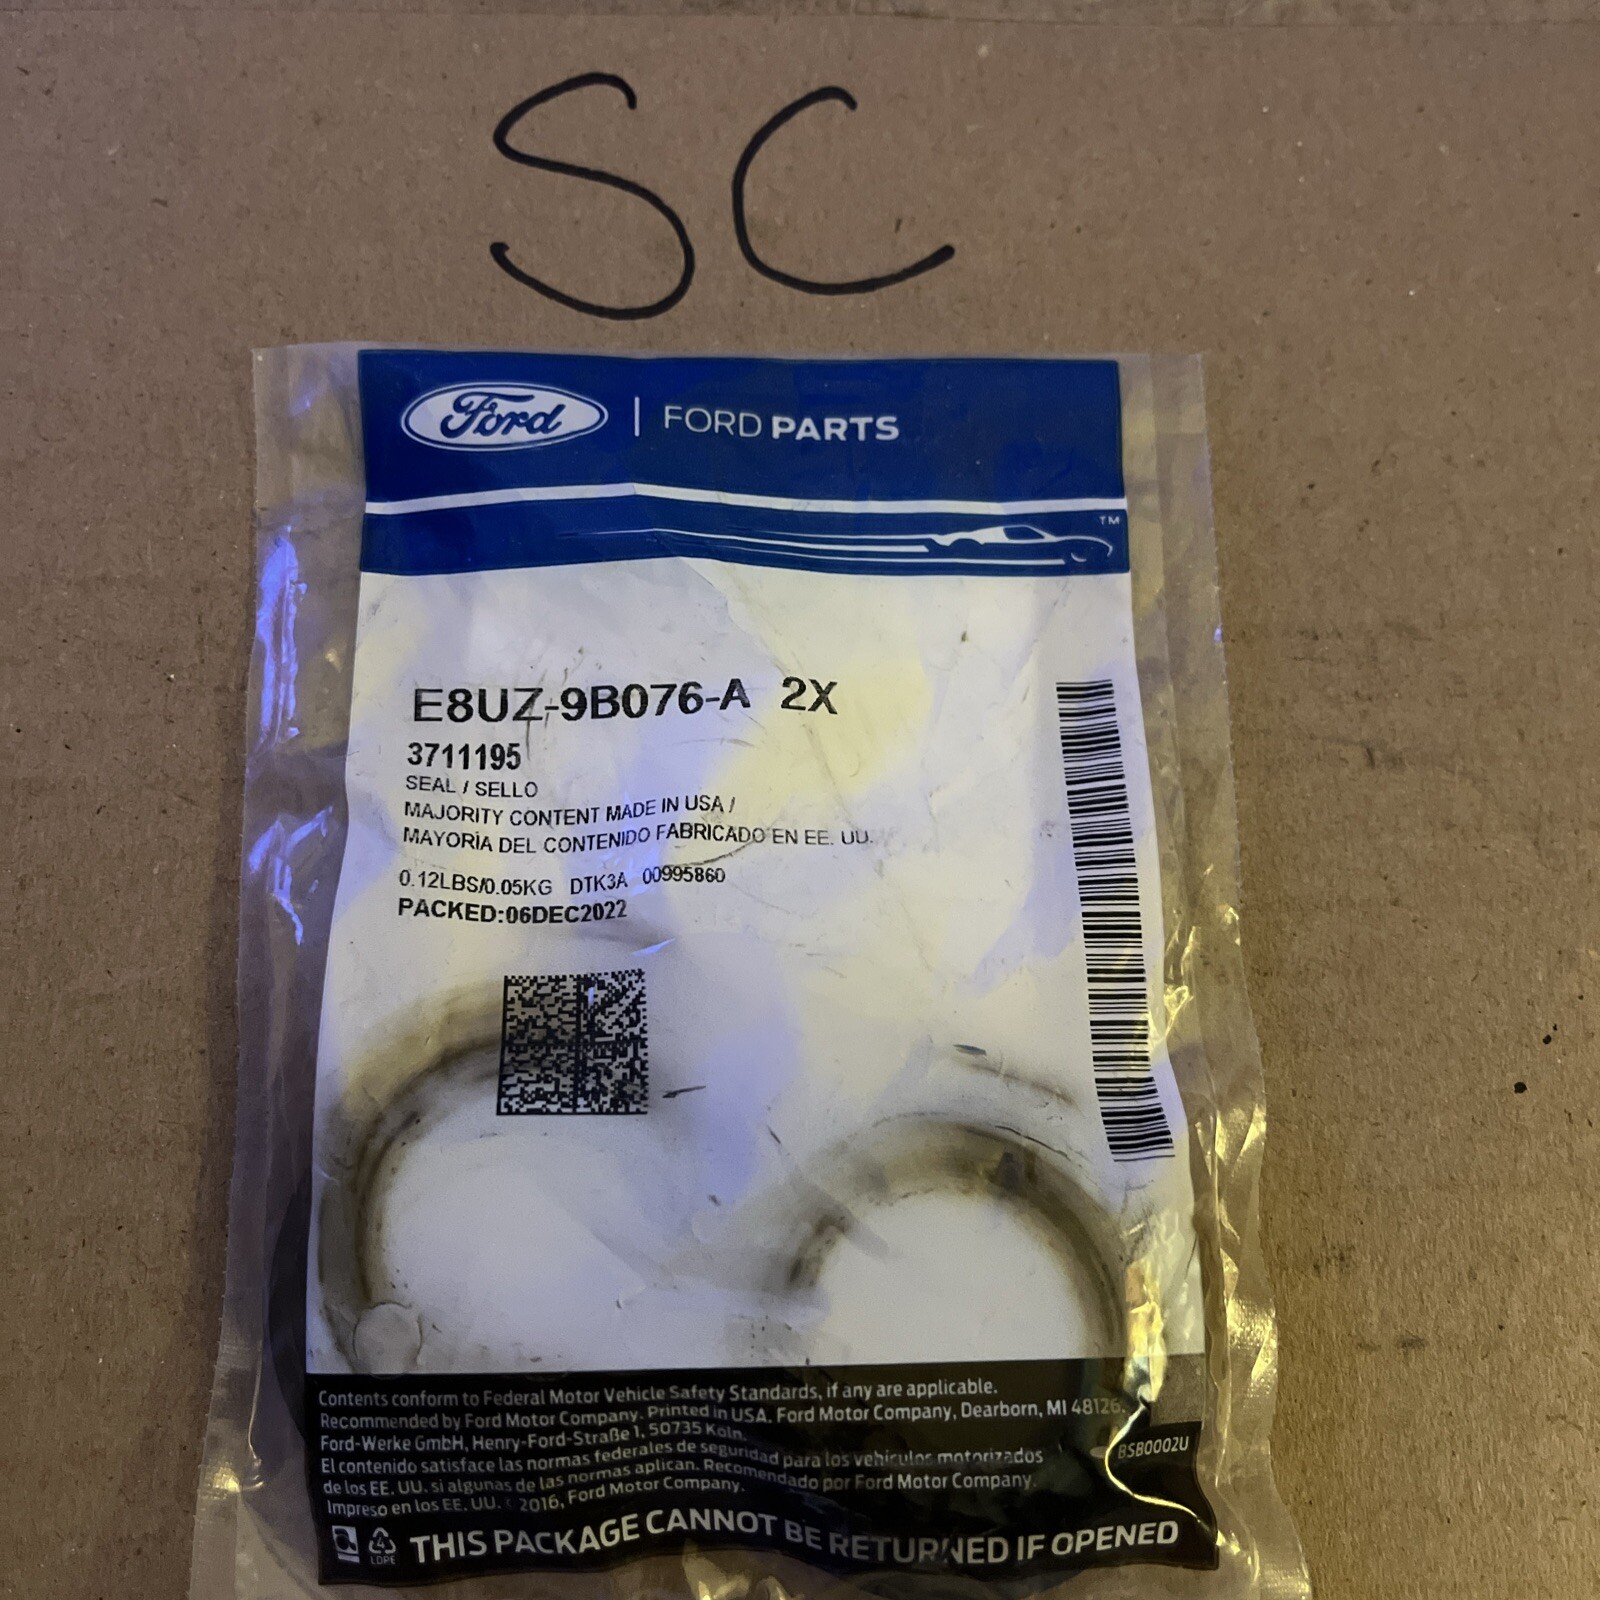 SC
Ford | FORD PARTS
TM
E8UZ-9B076-A 2X
3711195
SEAL / SELLO
MAJORITY CONTENT MADE IN USA /
MAYORÍA DEL CONTENIDO FABRICADO EN EE. UU.
0.12LBS/0.05KG DTK3A 00995860
PACKED:06DEC2022
Contents conform to Federal Motor Vehicle Safety Standards, if any are applicable.
Recommended by Ford Motor Company. Printed in USA. Ford Motor Company, Dearborn, MI 48126.
Ford-Werke GmbH, Henry-Ford-Straße 1, 50735 Köln.
El contenido satisface las normas federales de seguridad para los vehículos motorizados
de los EE. UU. si algunas de las normas aplican. Recomendado por Ford Motor Company.
Impreso en los EE. UU. © 2016, Ford Motor Company.
BSB0002U
4
LDPE
THIS PACKAGE CANNOT BE RETURNED IF OPENED